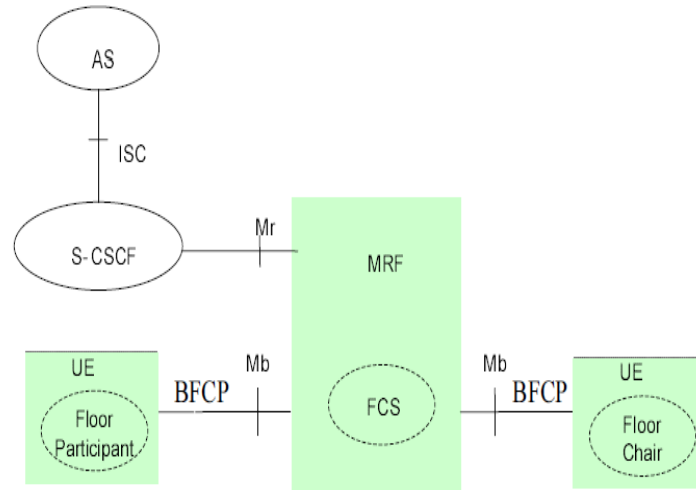 AS
ISC
S- CSCF
Mr
MRF
UE
Floor
Participant
BFCP
Mb
FCS
Mb
BFCP
UE
Floor
Chair